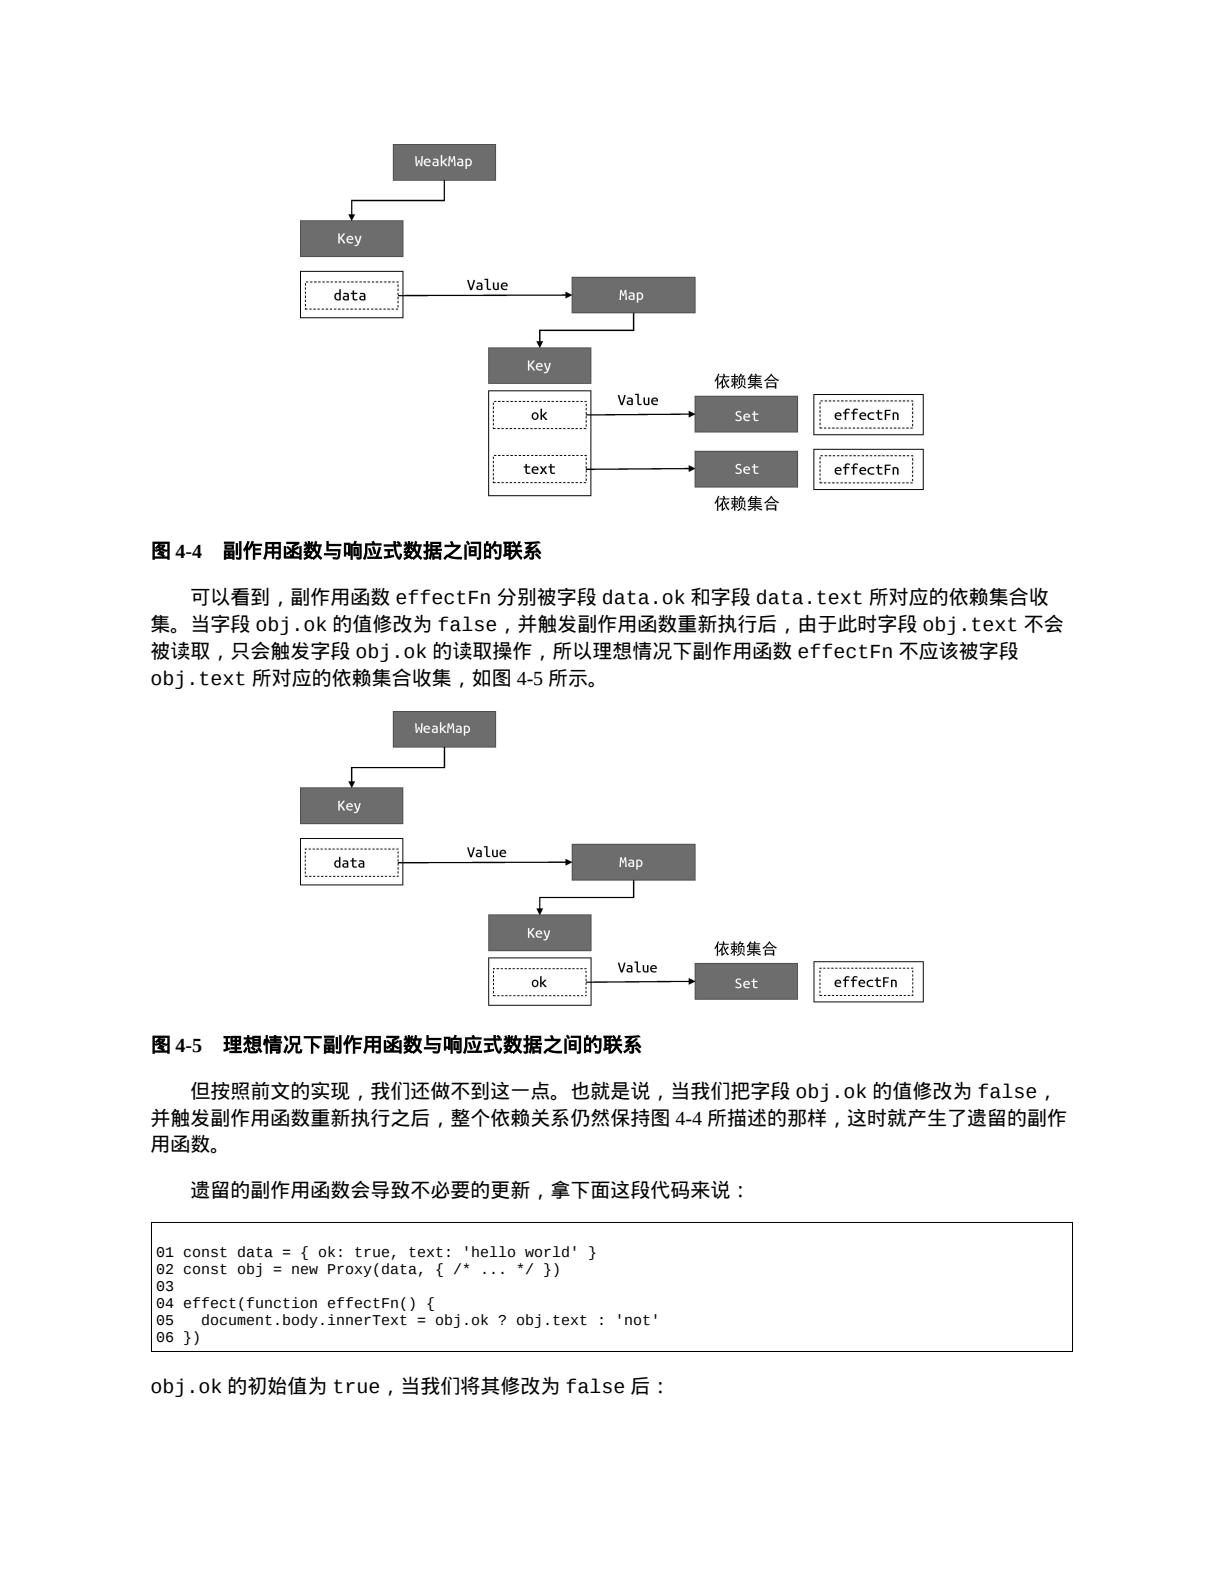 WeakMap
Key
data
Value
Map
Key
依赖集合
ok
Value
Set
effectFn
text
Set
effectFn
依赖集合
图 4-4　副作用函数与响应式数据之间的联系
可以看到，副作用函数 effectFn 分别被字段 data.ok 和字段 data.text 所对应的依赖集合收
集。当字段 obj.ok 的值修改为 false，并触发副作用函数重新执行后，由于此时字段 obj.text 不会
被读取，只会触发字段 obj.ok 的读取操作，所以理想情况下副作用函数 effectFn 不应该被字段
obj.text 所对应的依赖集合收集，如图 4-5 所示。
WeakMap
Key
data
Value
Map
Key
依赖集合
ok
Value
Set
effectFn
图 4-5　理想情况下副作用函数与响应式数据之间的联系
但按照前文的实现，我们还做不到这一点。也就是说，当我们把字段 obj.ok 的值修改为 false，
并触发副作用函数重新执行之后，整个依赖关系仍然保持图 4-4 所描述的那样，这时就产生了遗留的副作
用函数。
遗留的副作用函数会导致不必要的更新，拿下面这段代码来说：
01 const data = { ok: true, text: 'hello world' }
02 const obj = new Proxy(data, { /* ... */ })
03
04 effect(function effectFn() {
05   document.body.innerText = obj.ok ? obj.text : 'not'
06 })
obj.ok 的初始值为 true，当我们将其修改为 false 后：